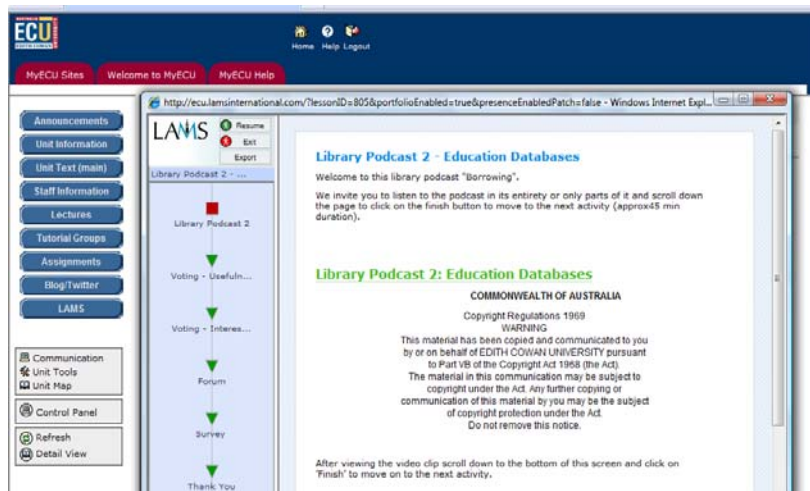 ECU
Home Help Logout
MyECU Sites Welcome to MyECU MyECU Help
http://ecu.lamsinternational.com/?lessonID=805&portfolioEnabled=true&presenceEnabledPatch=false - Windows Internet Expl...
Announcements
Unit Information
Unit Text (main)
Staff Information
Lectures
Tutorial Groups
Assignments
Blog/Twitter
LAMS
Communication
Unit Tools
Unit Map
Control Panel
Refresh
Detail View
LAMS
Resume
Exit
Export
Library Podcast 2 - ...
Library Podcast 2
Voting - Usefuln...
Voting - Interes...
Forum
Survey
Thank You
Library Podcast 2 - Education Databases
Welcome to this library podcast "Borrowing".
We invite you to listen to the podcast in its entirety or only parts of it and scroll down
the page to click on the finish button to move to the next activity (approx45 min
duration).
Library Podcast 2: Education Databases
COMMONWEALTH OF AUSTRALIA
Copyright Regulations 1969
WARNING
This material has been copied and communicated to you
by or on behalf of EDITH COWAN UNIVERSITY pursuant
to Part VB of the Copyright Act 1968 (the Act).
The material in this communication may be subject to
copyright under the Act. Any further copying or
communication of this material by you may be the subject
of copyright protection under the Act.
Do not remove this notice.
After viewing the video clip scroll down to the bottom of this screen and click on
'Finish' to move on to the next activity.